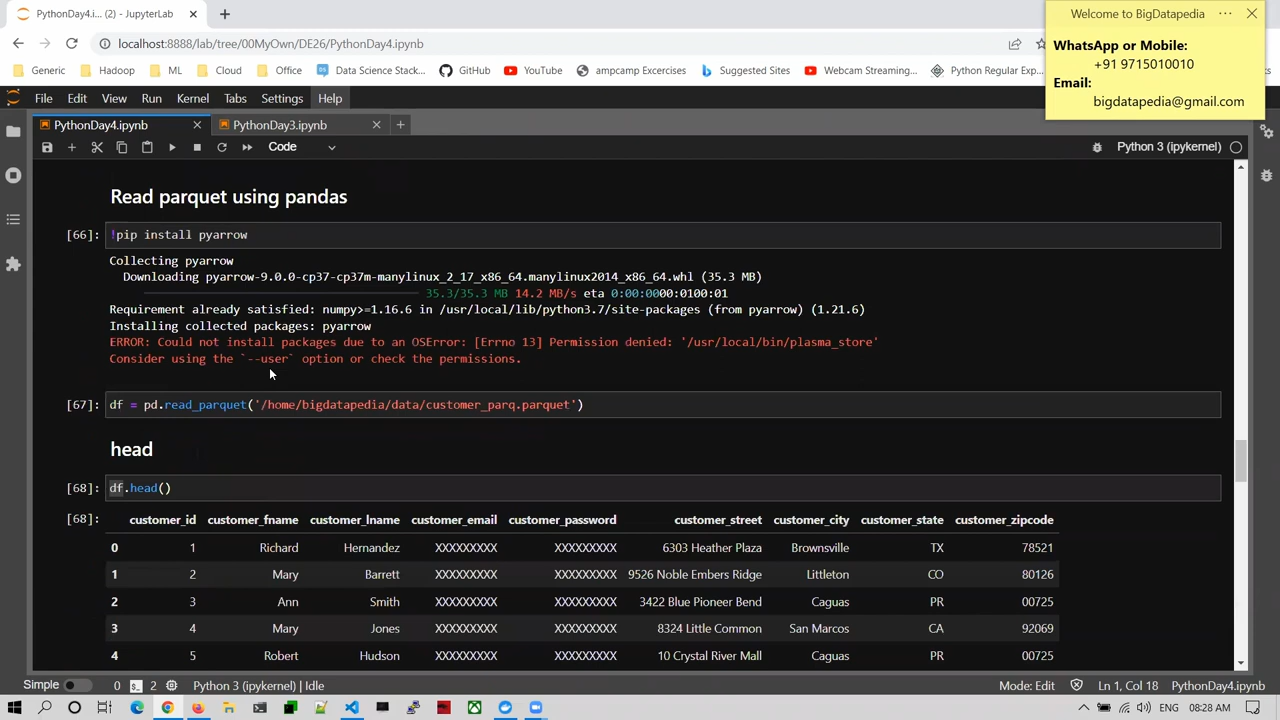 PythonDay4.i... (2) - JupyterLab
Welcome to BigDatapedia
localhost:8888/lab/tree/00MyOwn/DE26/PythonDay4.ipynb
WhatsApp or Mobile:
+91 9715010010
Email:
bigdatapedia@gmail.com
Generic Hadoop ML Cloud Office Data Science Stack... GitHub YouTube ampcamp Excercises Suggested Sites Webcam Streaming... Python Regular Exp...
File Edit View Run Kernel Tabs Settings Help
PythonDay4.ipynb PythonDay3.ipynb
Code Python 3 (ipykernel)
Read parquet using pandas
[66]: !pip install pyarrow
Collecting pyarrow
Downloading pyarrow-9.0.0-cp37-cp37m-manylinux_2_17_x86_64.manylinux2014_x86_64.whl (35.3 MB)
35.3/35.3 MB 14.2 MB/s eta 0:00:0000:0100:01
Requirement already satisfied: numpy>=1.16.6 in /usr/local/lib/python3.7/site-packages (from pyarrow) (1.21.6)
Installing collected packages: pyarrow
ERROR: Could not install packages due to an OSError: [Errno 13] Permission denied: '/usr/local/bin/plasma_store'
Consider using the `--user` option or check the permissions.
[67]: df = pd.read_parquet('/home/bigdatapedia/data/customer_parq.parquet')
head
[68]: df.head()
[68]: customer_id customer_fname customer_lname customer_email customer_password customer_street customer_city customer_state customer_zipcode
0 1 Richard Hernandez XXXXXXXXX XXXXXXXXX 6303 Heather Plaza Brownsville TX 78521
1 2 Mary Barrett XXXXXXXXX XXXXXXXXX 9526 Noble Embers Ridge Littleton CO 80126
2 3 Ann Smith XXXXXXXXX XXXXXXXXX 3422 Blue Pioneer Bend Caguas PR 00725
3 4 Mary Jones XXXXXXXXX XXXXXXXXX 8324 Little Common San Marcos CA 92069
4 5 Robert Hudson XXXXXXXXX XXXXXXXXX 10 Crystal River Mall Caguas PR 00725
Simple 0 2 Python 3 (ipykernel) | Idle Mode: Edit Ln 1, Col 18 PythonDay4.ipynb
ENG 08:28 AM